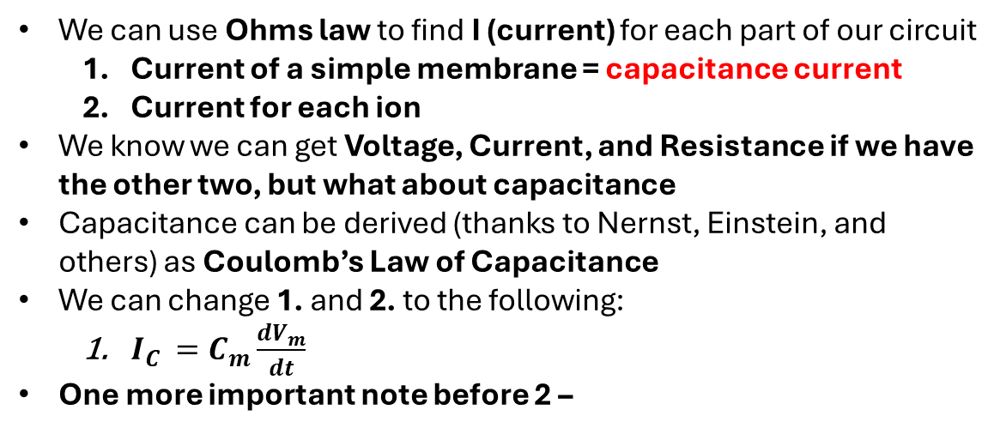 • We can use Ohms law to find I (current) for each part of our circuit
1. Current of a simple membrane = capacitance current
2. Current for each ion
• We know we can get Voltage, Current, and Resistance if we have
the other two, but what about capacitance
• Capacitance can be derived (thanks to Nernst, Einstein, and
others) as Coulomb’s Law of Capacitance
• We can change 1. and 2. to the following:
1. I_C = C_m dV_m/dt
• One more important note before 2 –